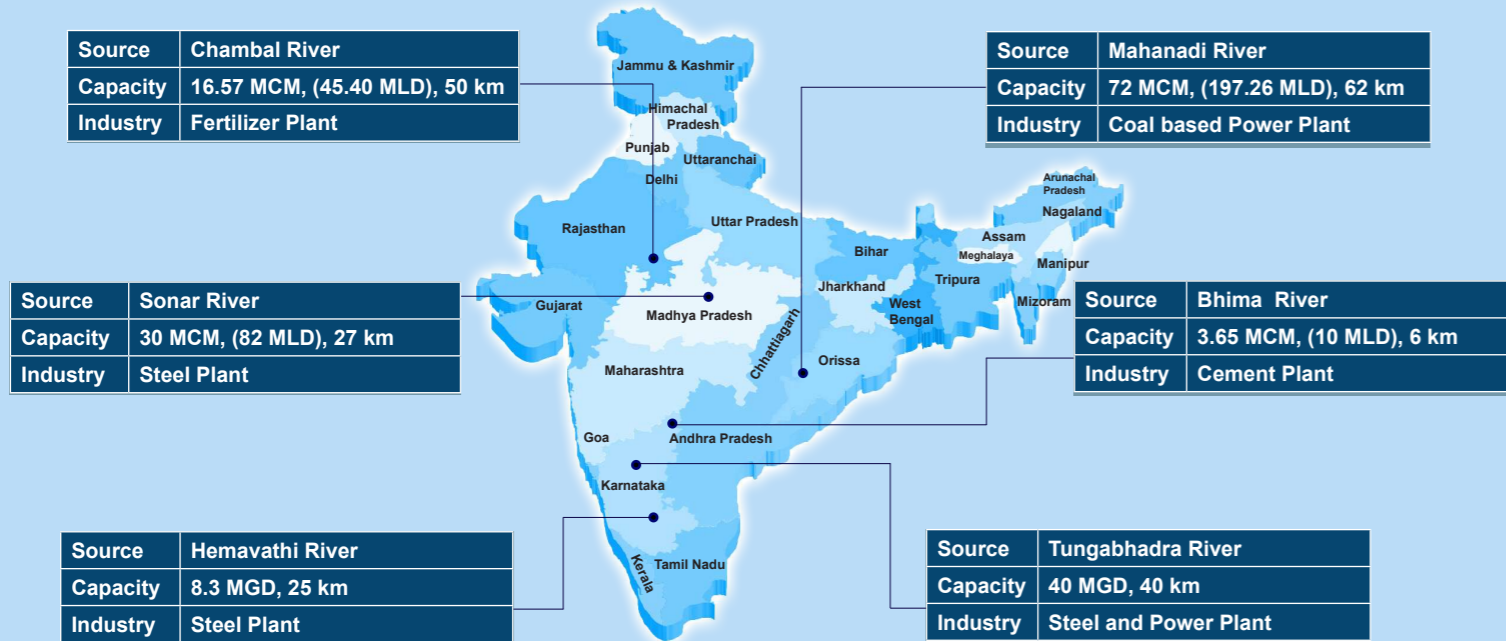 Source Chambal River
Capacity 16.57 MCM, (45.40 MLD), 50 km
Industry Fertilizer Plant
Source Mahanadi River
Capacity 72 MCM, (197.26 MLD), 62 km
Industry Coal based Power Plant
Jammu & Kashmir
Himachal
Pradesh
Punjab
Uttaranchai
Delhi
Rajasthan
Uttar Pradesh
Arunachal
Pradesh
Nagaland
Assam
Meghalaya
Manipur
Bihar
Jharkhand
Tripura
West
Bengal
Mizoram
Source Sonar River
Capacity 30 MCM, (82 MLD), 27 km
Industry Steel Plant
Gujarat
Madhya Pradesh
Chhattiagarh
Orissa
Maharashtra
Source Bhima River
Capacity 3.65 MCM, (10 MLD), 6 km
Industry Cement Plant
Goa
Andhra Pradesh
Karnataka
Kerala
Tamil Nadu
Source Hemavathi River
Capacity 8.3 MGD, 25 km
Industry Steel Plant
Source Tungabhadra River
Capacity 40 MGD, 40 km
Industry Steel and Power Plant